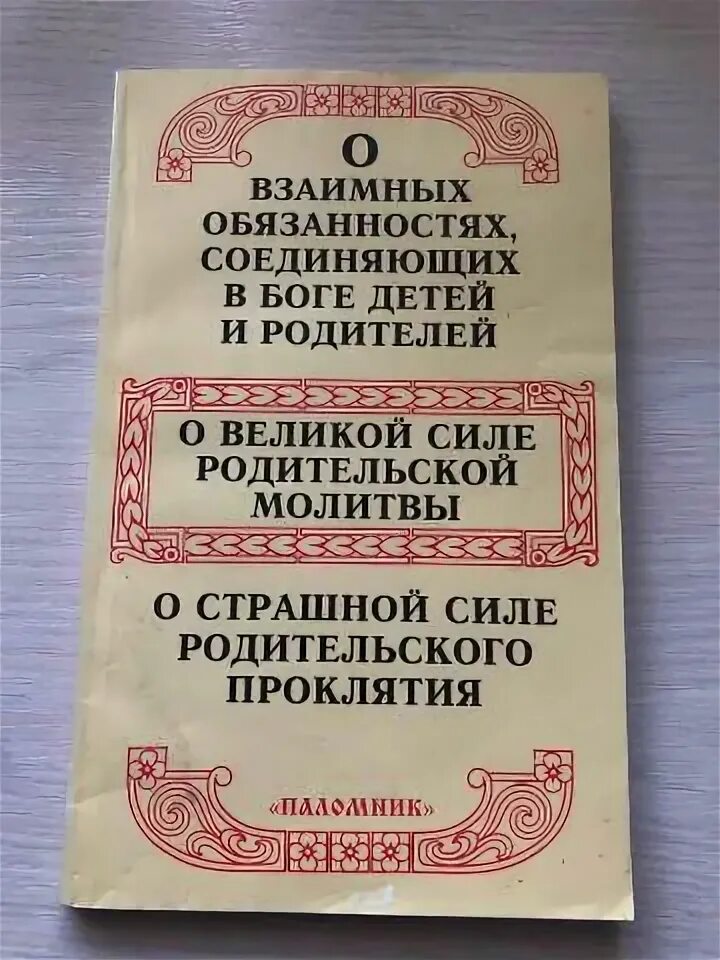 О
ВЗАИМНЫХ
ОБЯЗАННОСТЯХ,
СОЕДИНЯЮЩИХ
В БОГЕ ДЕТЕЙ
И РОДИТЕЛЕЙ
О ВЕЛИКОЙ СИЛЕ
РОДИТЕЛЬСКОЙ
МОЛИТВЫ
О СТРАШНОЙ СИЛЕ
РОДИТЕЛЬСКОГО
ПРОКЛЯТИЯ
«ПАЛОМНИК»